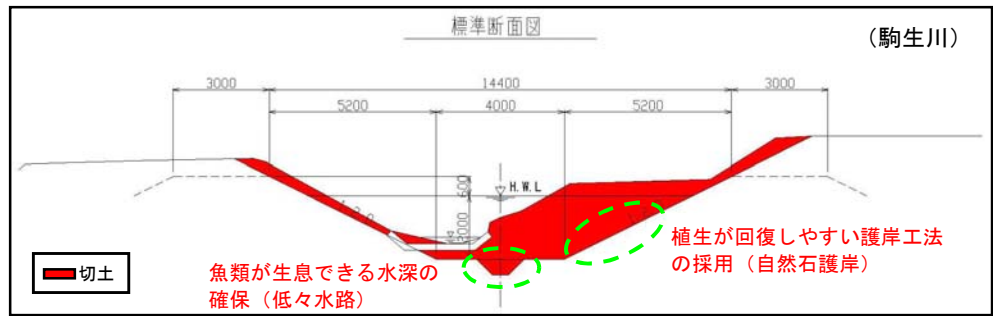 標準断面図
（駒生川）
3000
14400
3000
5200
4000
5200
600
H.W.L
3000
植生が回復しやすい護岸工法
の採用（自然石護岸）
切土
魚類が生息できる水深の
確保（低々水路）